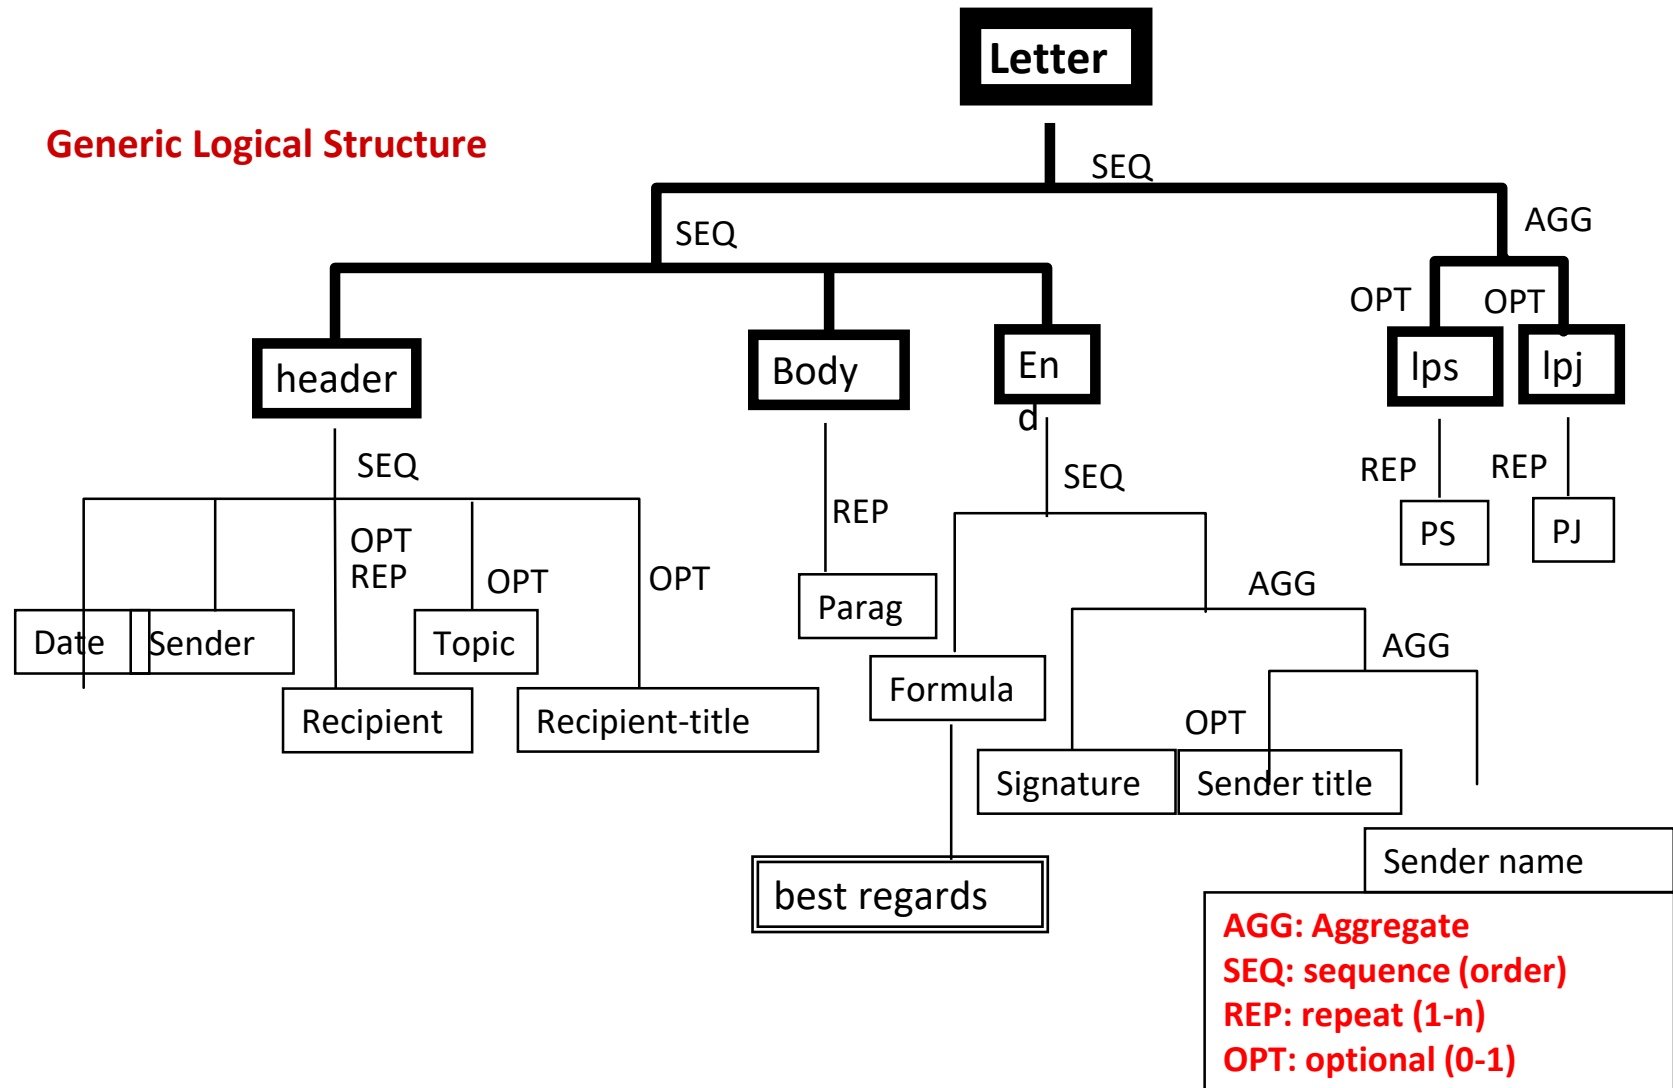 Letter
Generic Logical Structure
SEQ
SEQ
AGG
OPT
OPT
header
Body
En
d
lps
lpj
SEQ
SEQ
REP
REP
REP
OPT
REP
OPT
OPT
PS
PJ
Date
Sender
Topic
Parag
AGG
AGG
Recipient
Recipient-title
Formula
OPT
Signature
Sender title
best regards
Sender name
AGG: Aggregate
SEQ: sequence (order)
REP: repeat (1-n)
OPT: optional (0-1)